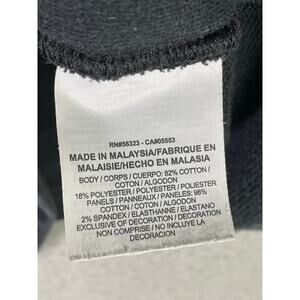 RN#56323 - CA#05553
MADE IN MALAYSIA/FABRIQUE EN
MALAISIE/HECHO EN MALASIA
BODY / CORPS / CUERPO: 82% COTTON /
COTON / ALGODON
18% POLYESTER / POLYESTER / POLIESTER
PANELS / PANNEAUX / PANELES: 98%
COTTON / COTON / ALGODON
2% SPANDEX / ELASTHANNE / ELASTANO
EXCLUSIVE OF DECORATION / DECORATION
NON COMPRISE / NO INCLUYE LA
DECORACION